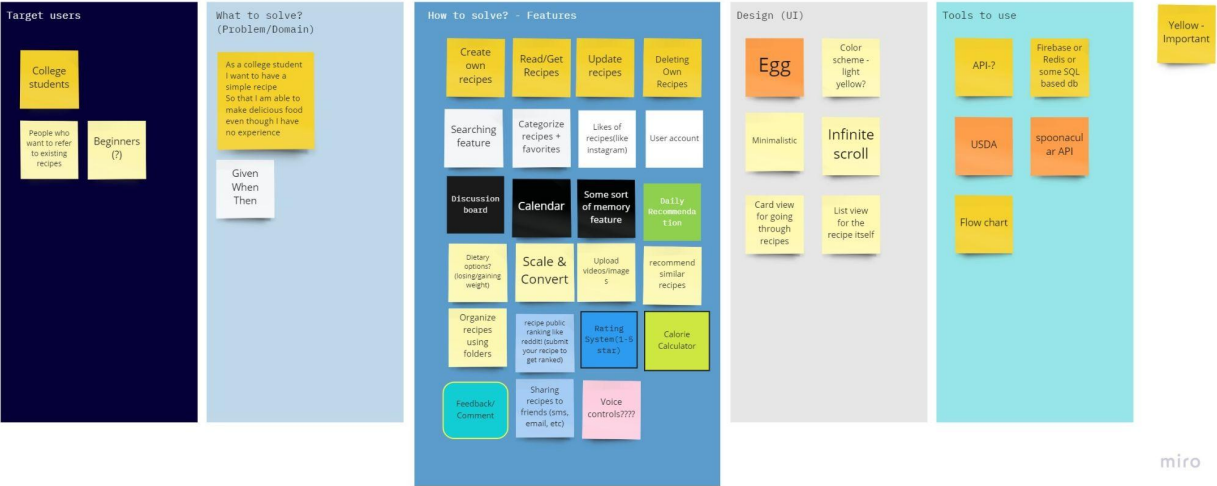 Target users
College
students
People who
want to refer
to existing
recipes
Beginners
(?)
What to solve?
(Problem/Domain)
As a college student
I want to have a
simple recipe
So that I am able to
make delicious food
even though I have
no experience
Given
When
Then
How to solve? - Features
Create
own
recipes
Read/Get
Recipes
Update
recipes
Deleting
Own
Recipes
Searching
feature
Categorize
recipes +
favorites
Likes of
recipes(like
instagram)
User account
Discussion
board
Calendar
Some sort
of memory
feature
Daily
Recommenda
tion
Dietary
options?
(losing/gaining
weight)
Scale &
Convert
Upload
videos/image
s
recommend
similar
recipes
Organize
recipes
using
folders
recipe public
ranking like
reddit! (submit
your recipe to
get ranked)
Rating
System(1-5
star)
Calorie
Calculator
Feedback/
Comment
Sharing
recipes to
friends (sms,
email, etc)
Voice
controls????
Design (UI)
Egg
Color
scheme -
light
yellow?
Minimalistic
Infinite
scroll
Card view
for going
through
recipes
List view
for the
recipe itself
Tools to use
API-?
Firebase or
Redis or
some SQL
based db
USDA
spoonacul
ar API
Flow chart
Yellow -
Important
miro